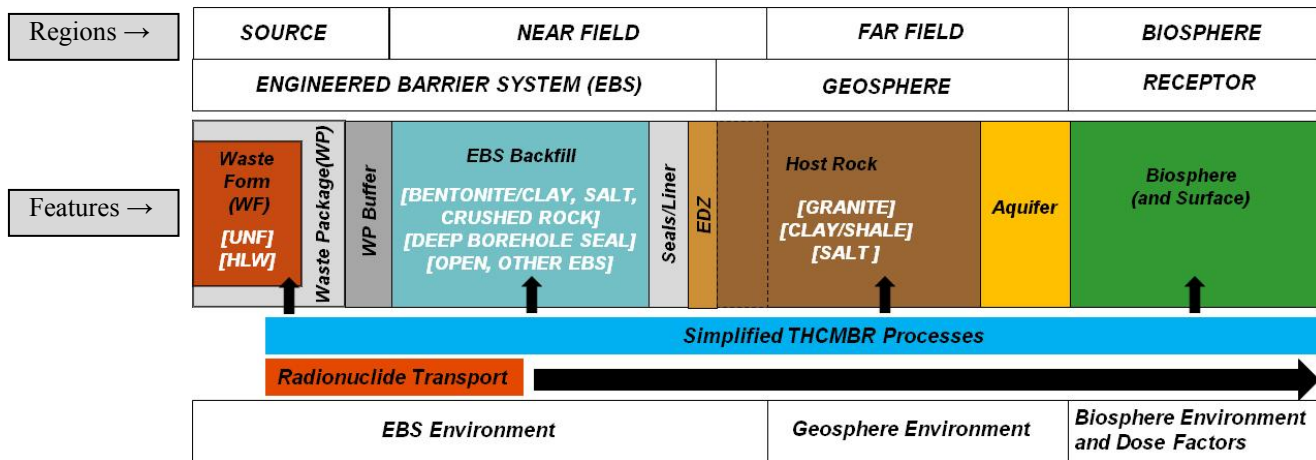 Regions →
SOURCE
NEAR FIELD
FAR FIELD
BIOSPHERE
ENGINEERED BARRIER SYSTEM (EBS)
GEOSPHERE
RECEPTOR
Features →
Waste
Form
(WF)
[UNF]
[HLW]
Waste Package(WP)
WP Buffer
EBS Backfill
[BENTONITE/CLAY, SALT,
CRUSHED ROCK]
[DEEP BOREHOLE SEAL]
[OPEN, OTHER EBS]
Seals/Liner
EDZ
Host Rock
[GRANITE]
[CLAY/SHALE]
[SALT ]
Aquifer
Biosphere
(and Surface)
Simplified THCMBR Processes
Radionuclide Transport
EBS Environment
Geosphere Environment
Biosphere Environment
and Dose Factors